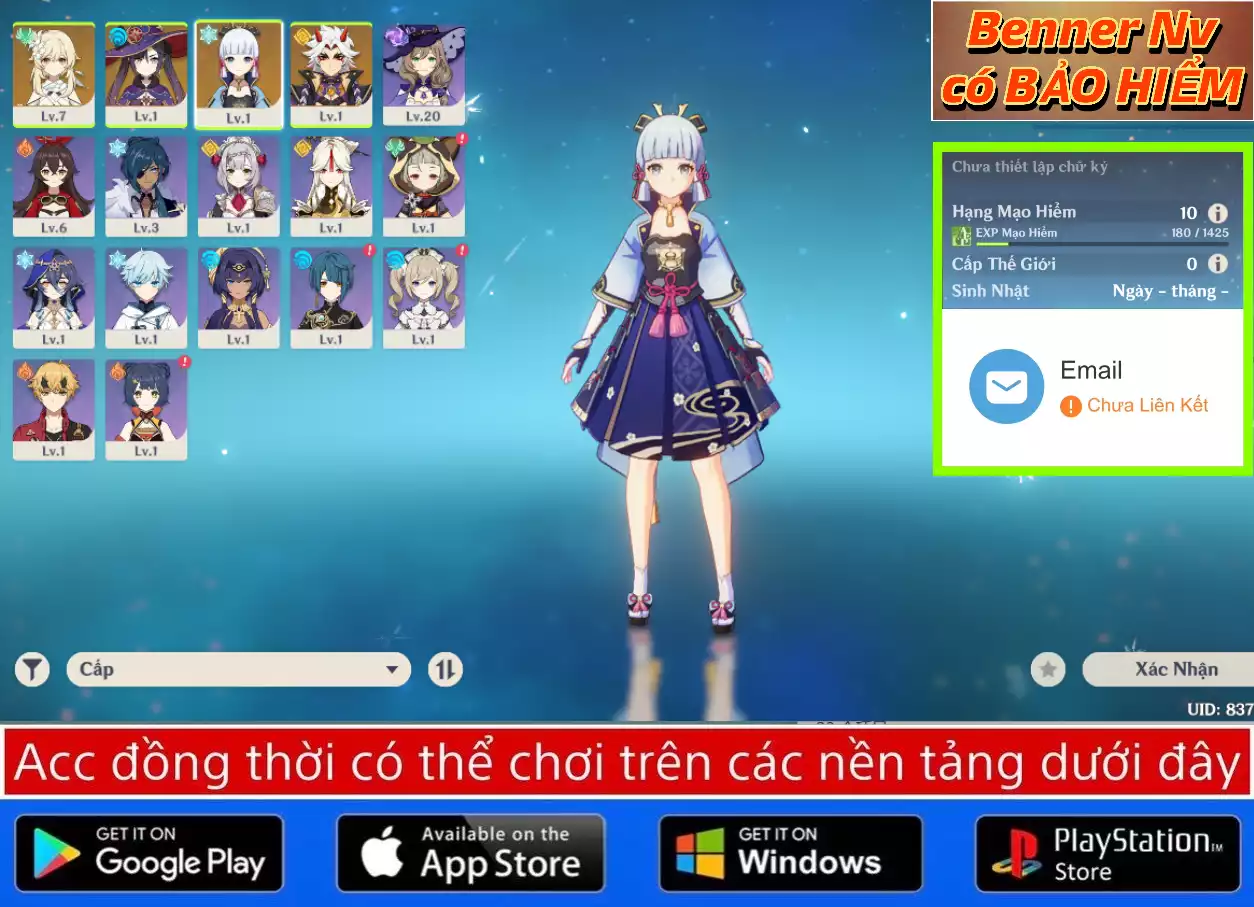 Benner Nv
có BẢO HIỂM
Lv.7
Lv.1
Lv.1
Lv.1
Lv.20
Lv.6
Lv.3
Lv.1
Lv.1
Lv.1
Lv.1
Lv.1
Lv.1
Lv.1
Lv.1
Lv.1
Lv.1
Chưa thiết lập chữ ký
Hạng Mạo Hiểm 10
EXP Mạo Hiểm 180 / 1425
Cấp Thế Giới 0
Sinh Nhật Ngày - tháng -
Email
Chưa Liên Kết
Cấp
Xác Nhận
UID: 837
Acc đồng thời có thể chơi trên các nền tảng dưới đây
GET IT ON
Google Play
Available on the
App Store
GET IT ON
Windows
PlayStation TM
Store